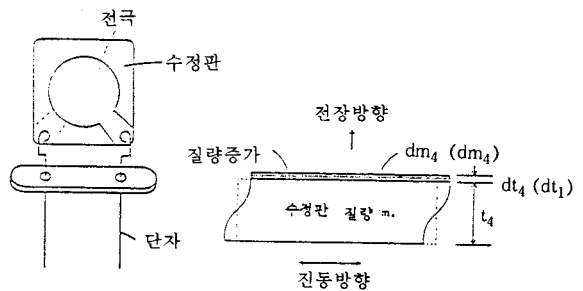 전극
수정판
단자
전장방향
질량증가
dm₄ (dm₄)
dt₄ (dt₁)
t₄
수정판 질량 m.
진동방향